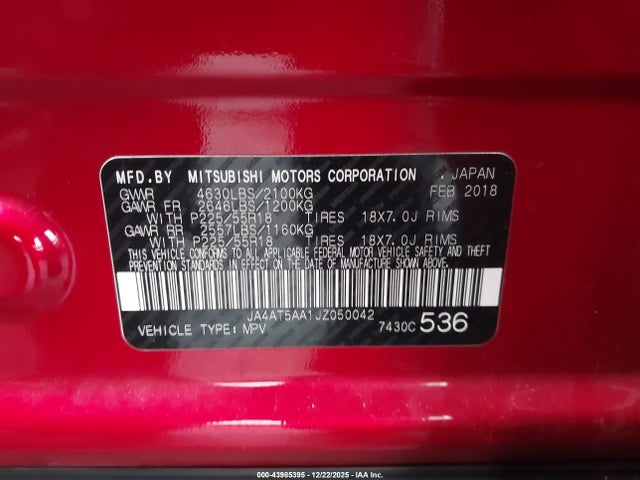 MFD.BY MITSUBISHI MOTORS CORPORATION , JAPAN
GVWR 4630LBS/2100KG FEB 2018
GAWR FR 2646LBS/1200KG
WITH P225/55R18 TIRES 18X7.0J RIMS
GAWR RR 2557LBS/1160KG
WITH P225/55R18 TIRES 18X7.0J RIMS
THIS VEHICLE CONFORMS TO ALL APPLICABLE FEDERAL MOTOR VEHICLE SAFETY AND THEFT
PREVENTION STANDARDS IN EFFECT ON THE DATE OF MANUFACTURE SHOWN ABOVE.
JA4AT5AA1JZ050042
VEHICLE TYPE: MPV 7430C 536
000-43985395 - 12/22/2025 - IAA Inc.